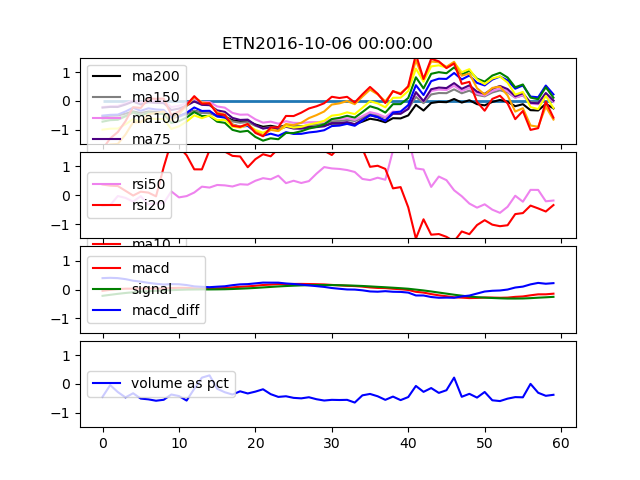 ETN2016-10-06 00:00:00
1
0
−1
ma200
ma150
ma100
ma75
1
0
−1
rsi50
rsi20
ma10
1
0
−1
macd
signal
macd_diff
1
0
−1
volume as pct
0 10 20 30 40 50 60